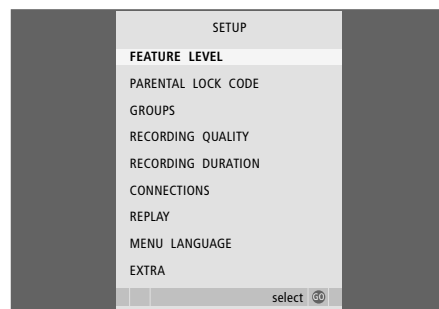 SETUP
FEATURE LEVEL
PARENTAL LOCK CODE
GROUPS
RECORDING QUALITY
RECORDING DURATION
CONNECTIONS
REPLAY
MENU LANGUAGE
EXTRA
select GO